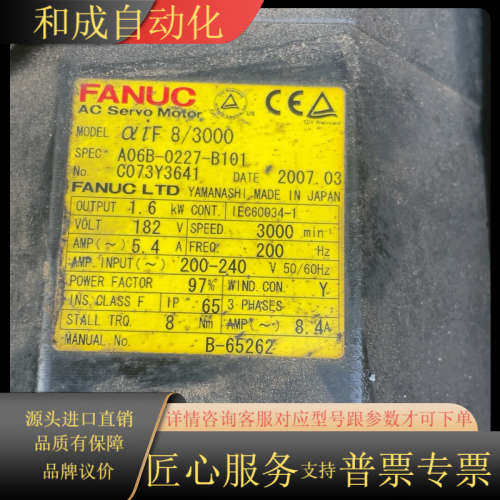 和成自动化
FANUC
AC Servo Motor
MODEL αiF 8/3000
SPEC A06B-0227-B101
No. C073Y3641 DATE 2007.03
FANUC LTD YAMANASHI, MADE IN JAPAN
OUTPUT 1.6 kW CONT. IEC60034-1
VOLT 182 V SPEED 3000 min⁻¹
AMP(~) 5.4 A FREQ. 200 Hz
AMP. INPUT(~) 200-240 V 50/60Hz
POWER FACTOR 97% WIND.CON. Y
INS.CLASS F IP 65 3 PHASES
STALL TRQ. 8 Nm AMP(~) 8.4A
MANUAL No. B-65262
源头进口直销
品质有保障
品牌议价
详情咨询客服对应型号跟参数才可下单
匠心服务 支持 普票专票